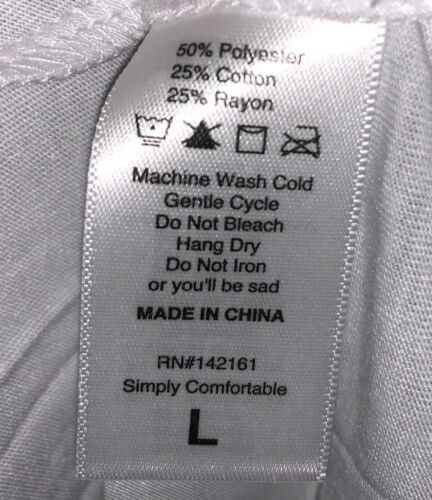 50% Polyester
25% Cotton
25% Rayon
Machine Wash Cold
Gentle Cycle
Do Not Bleach
Hang Dry
Do Not Iron
or you'll be sad
MADE IN CHINA
RN#142161
Simply Comfortable
L